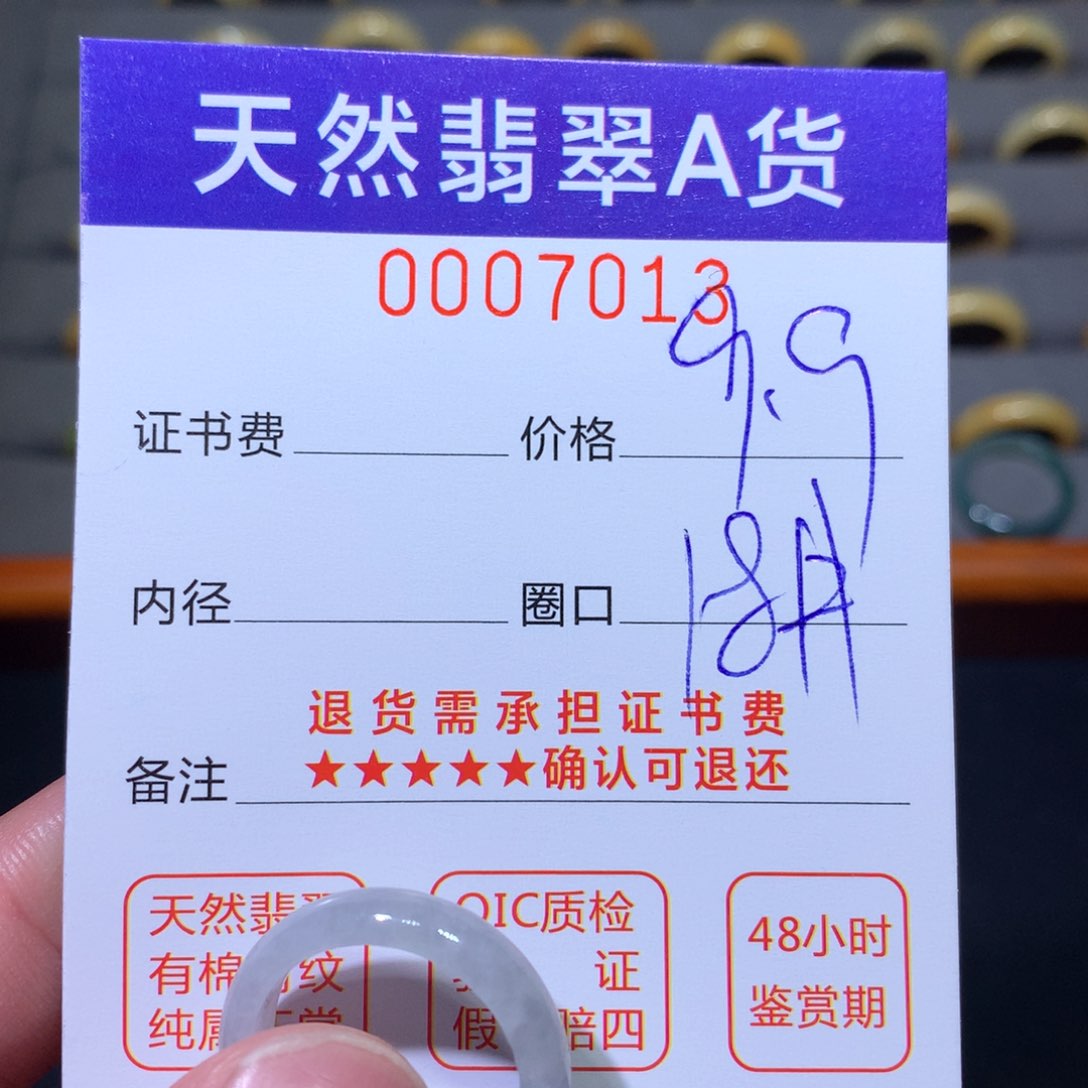 天然翡翠A货
0007013
证书费 价格 9.9
内径 圈口 18#
退货需承担证书费
备注 ★★★★★确认可退还
天然翡
有棉 纹
纯属
QIC质检
证
假 赔四
48小时
鉴赏期